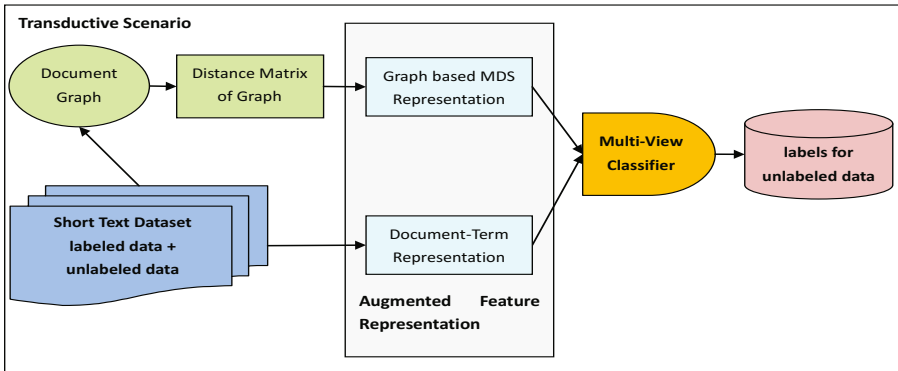 Transductive Scenario
Document
Graph
Distance Matrix
of Graph
Graph based MDS
Representation
Multi-View
Classifier
labels for
unlabeled data
Short Text Dataset
labeled data +
unlabeled data
Document-Term
Representation
Augmented Feature
Representation